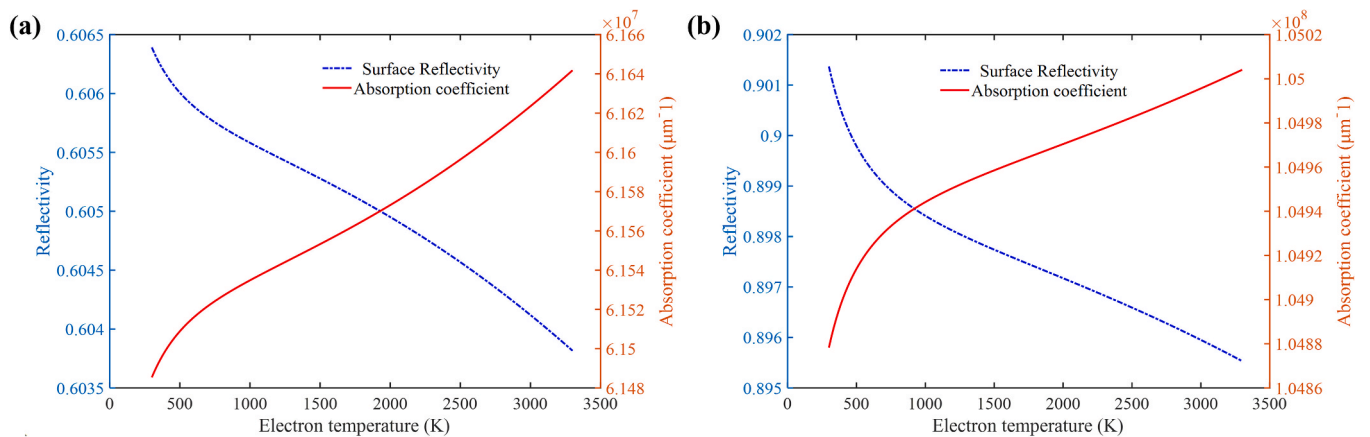 (a)
×10⁷
0.6065
0.606
0.6055
0.605
0.6045
0.604
0.6035
Reflectivity
Surface Reflectivity
Absorption coefficient
6.166
6.164
6.162
6.16
6.158
6.156
6.154
6.152
6.15
6.148
Absorption coefficient (μm⁻1)
0 500 1000 1500 2000 2500 3000 3500
Electron temperature (K)
(b)
×10⁸
0.902
0.901
0.9
0.899
0.898
0.897
0.896
0.895
Reflectivity
Surface Reflectivity
Absorption coefficient
1.0502
1.05
1.0498
1.0496
1.0494
1.0492
1.049
1.0488
1.0486
Absorption coefficient (μm⁻1)
0 500 1000 1500 2000 2500 3000 3500
Electron temperature (K)